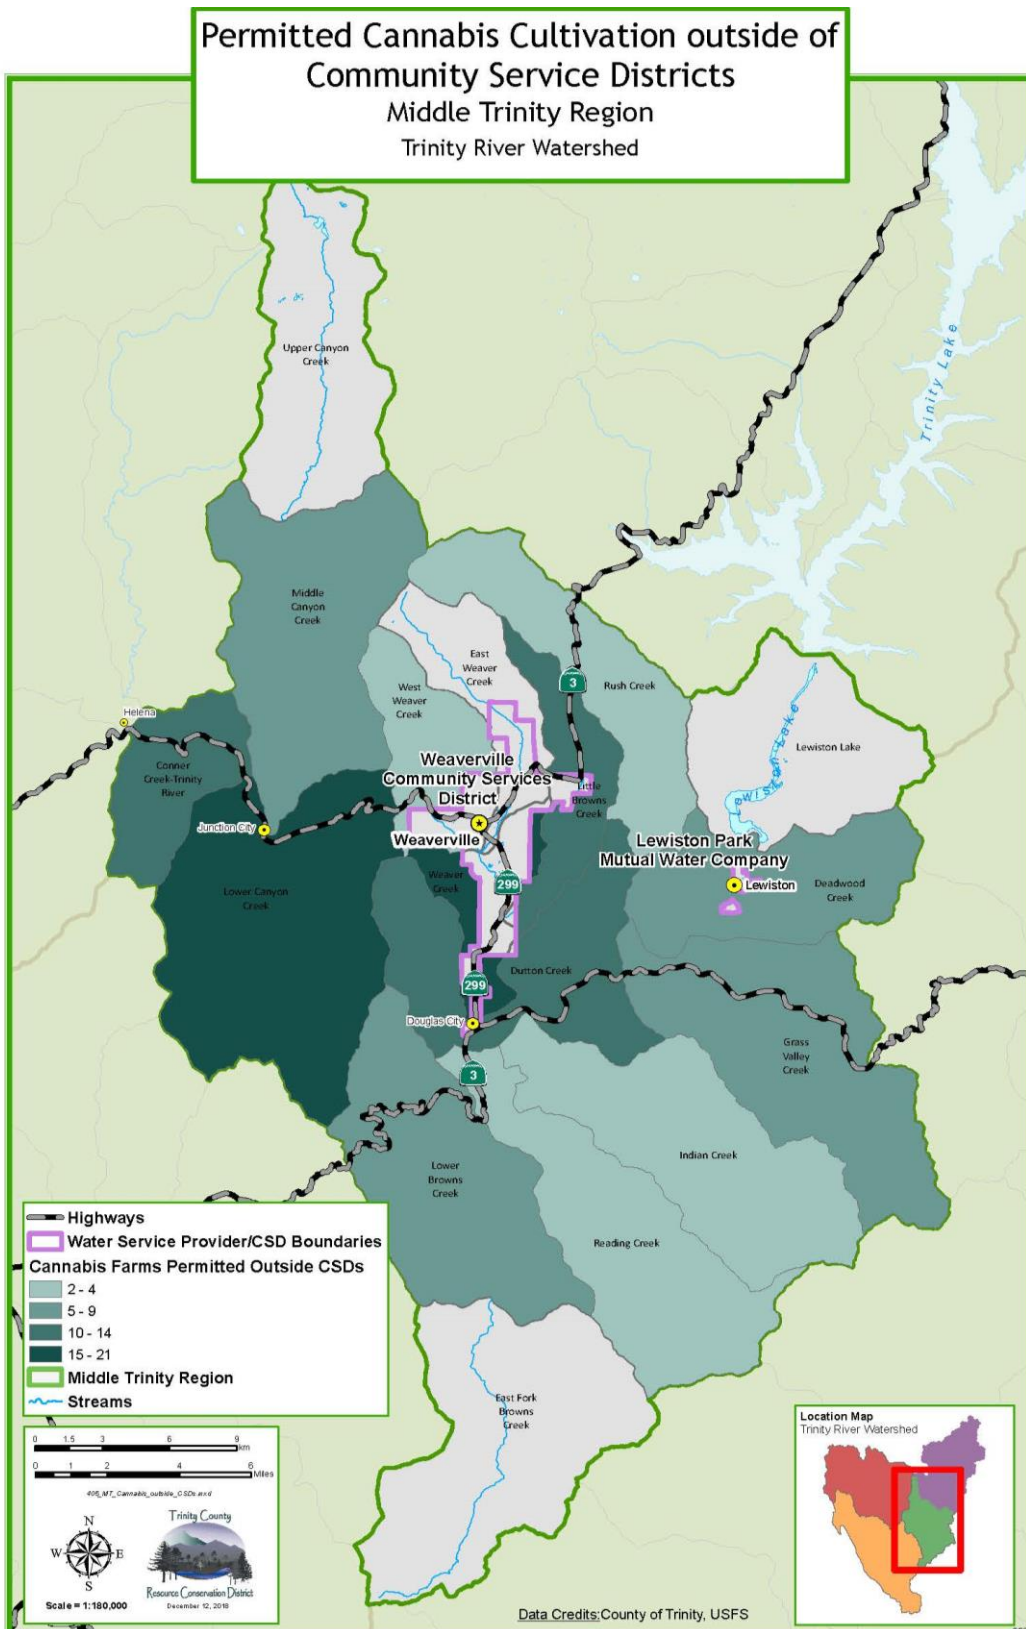 Permitted Cannabis Cultivation outside of
Community Service Districts
Middle Trinity Region
Trinity River Watershed
Trinity Lake
Upper Canyon
Creek
Middle
Canyon
Creek
East
Weaver
Creek
West
Weaver
Creek
3
Rush Creek
Helena
Lewiston Lake
Lewiston Lake
Conner
Creek-Trinity
River
Weaverville
Community Services
District
Little
Browns
Creek
Junction City
Weaverville
Lewiston Park
Mutual Water Company
Lewiston
Deadwood
Creek
Lower Canyon
Creek
Weaver
Creek
299
Dutton Creek
299
Douglas City
Grass
Valley
Creek
3
Indian Creek
Lower
Browns
Creek
Reading Creek
East Fork
Browns
Creek
Highways
Water Service Provider/CSD Boundaries
Cannabis Farms Permitted Outside CSDs
2 - 4
5 - 9
10 - 14
15 - 21
Middle Trinity Region
Streams
0 1.5 3 6 9
km
0 1 2 4 6
Miles
405_MT_Cannabis_outside_CSDs.mxd
N
W E
S
Scale = 1:180,000
Trinity County
Resource Conservation District
December 12, 2018
Location Map
Trinity River Watershed
Data Credits:County of Trinity, USFS